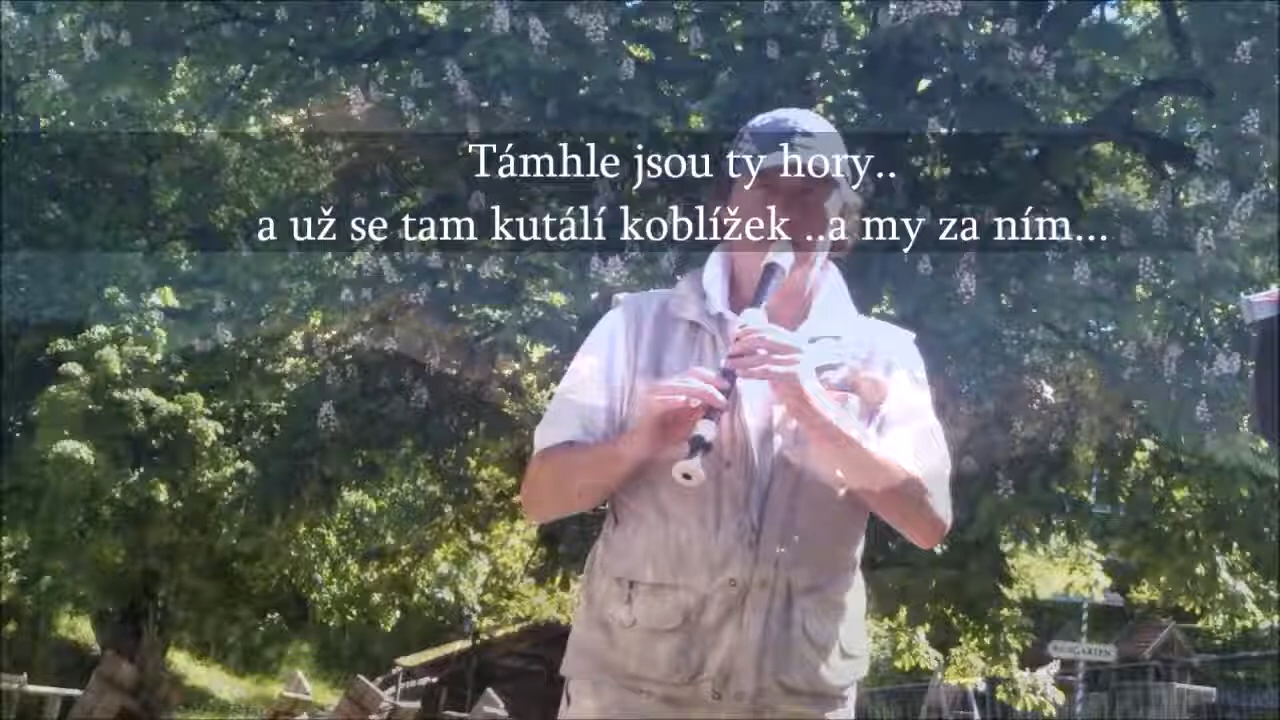 Támhle jsou ty hory..
a už se tam kutálí koblížek ..a my za ním...